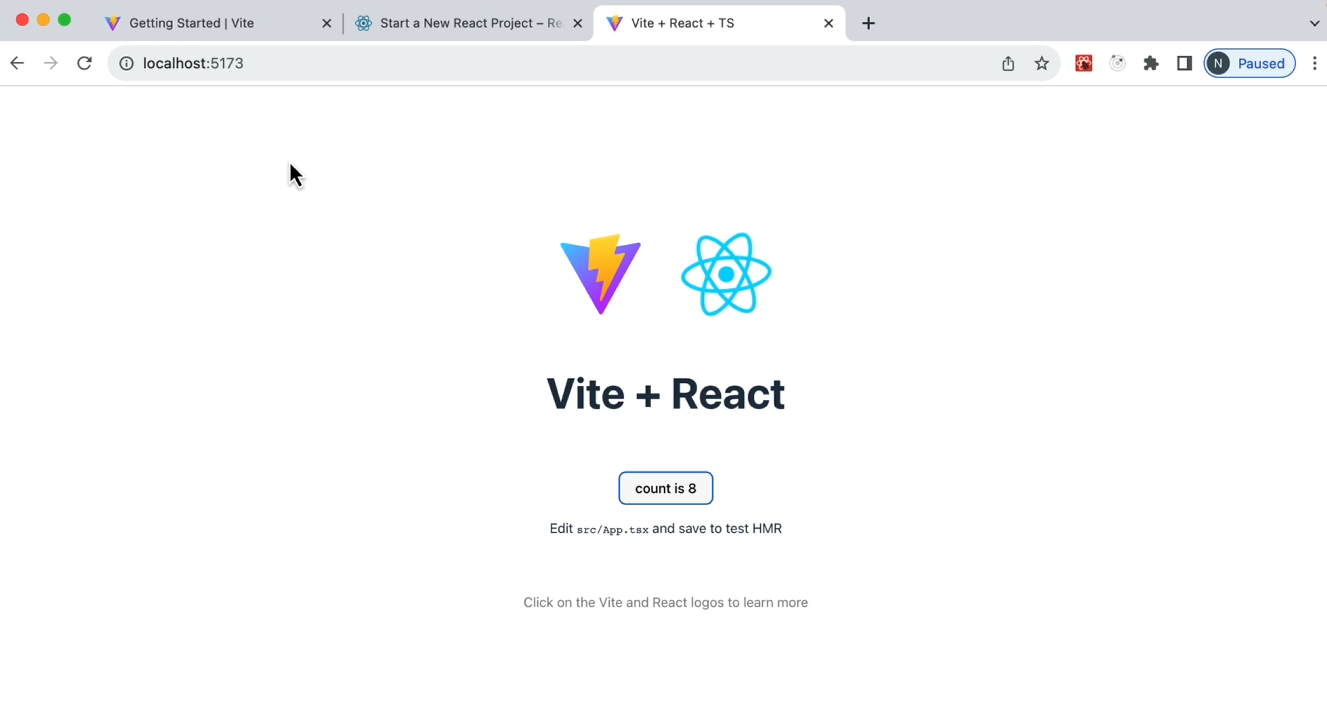 Getting Started | Vite
Start a New React Project – Re
Vite + React + TS
localhost:5173
N Paused
Vite + React
count is 8
Edit src/App.tsx and save to test HMR
Click on the Vite and React logos to learn more